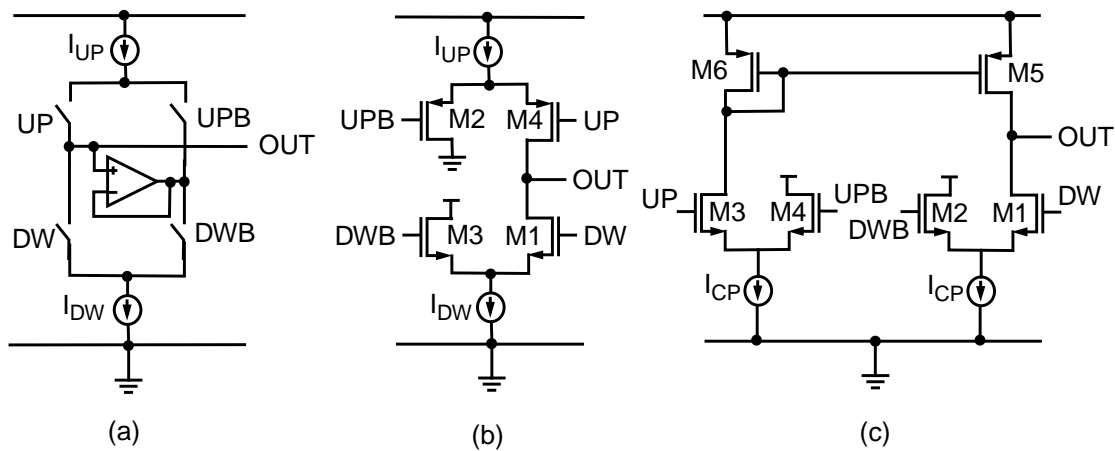 I_UP
UP
UPB
OUT
+
−
DW
DWB
I_DW
(a)
I_UP
UPB
M2
M4
UP
OUT
DWB
M3
M1
DW
I_DW
(b)
M6
M5
OUT
UP
M3
M4
UPB
DWB
M2
M1
DW
I_CP
I_CP
(c)